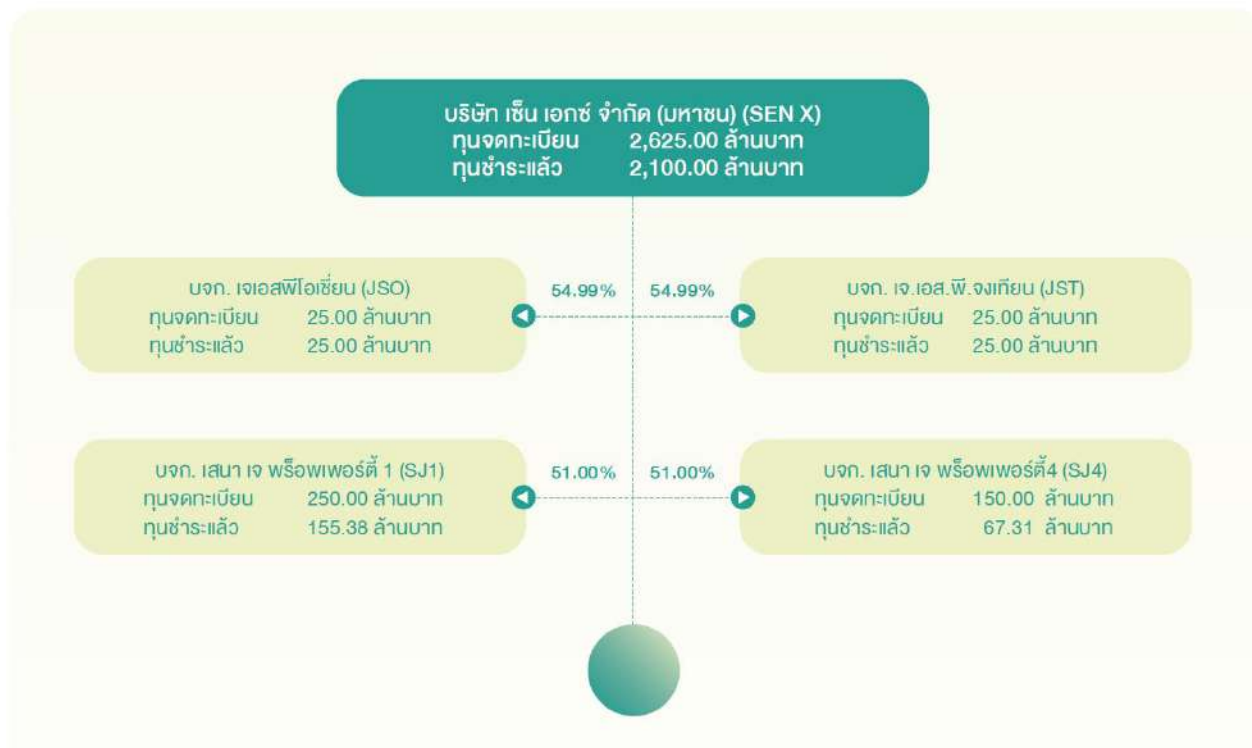 บริษัท เซ็น เอกซ์ จำกัด (มหาชน) (SEN X)
ทุนจดทะเบียน 2,625.00 ล้านบาท
ทุนชำระแล้ว 2,100.00 ล้านบาท
บจก. เจเอสพีโอเชี่ยน (JSO)
ทุนจดทะเบียน 25.00 ล้านบาท
ทุนชำระแล้ว 25.00 ล้านบาท
54.99% 54.99%
บจก. เจ.เอส.พี.จงเทียน (JST)
ทุนจดทะเบียน 25.00 ล้านบาท
ทุนชำระแล้ว 25.00 ล้านบาท
บจก. เสนา เจ พร็อพเพอร์ตี้ 1 (SJ1)
ทุนจดทะเบียน 250.00 ล้านบาท
ทุนชำระแล้ว 155.38 ล้านบาท
51.00% 51.00%
บจก. เสนา เจ พร็อพเพอร์ตี้4 (SJ4)
ทุนจดทะเบียน 150.00 ล้านบาท
ทุนชำระแล้ว 67.31 ล้านบาท